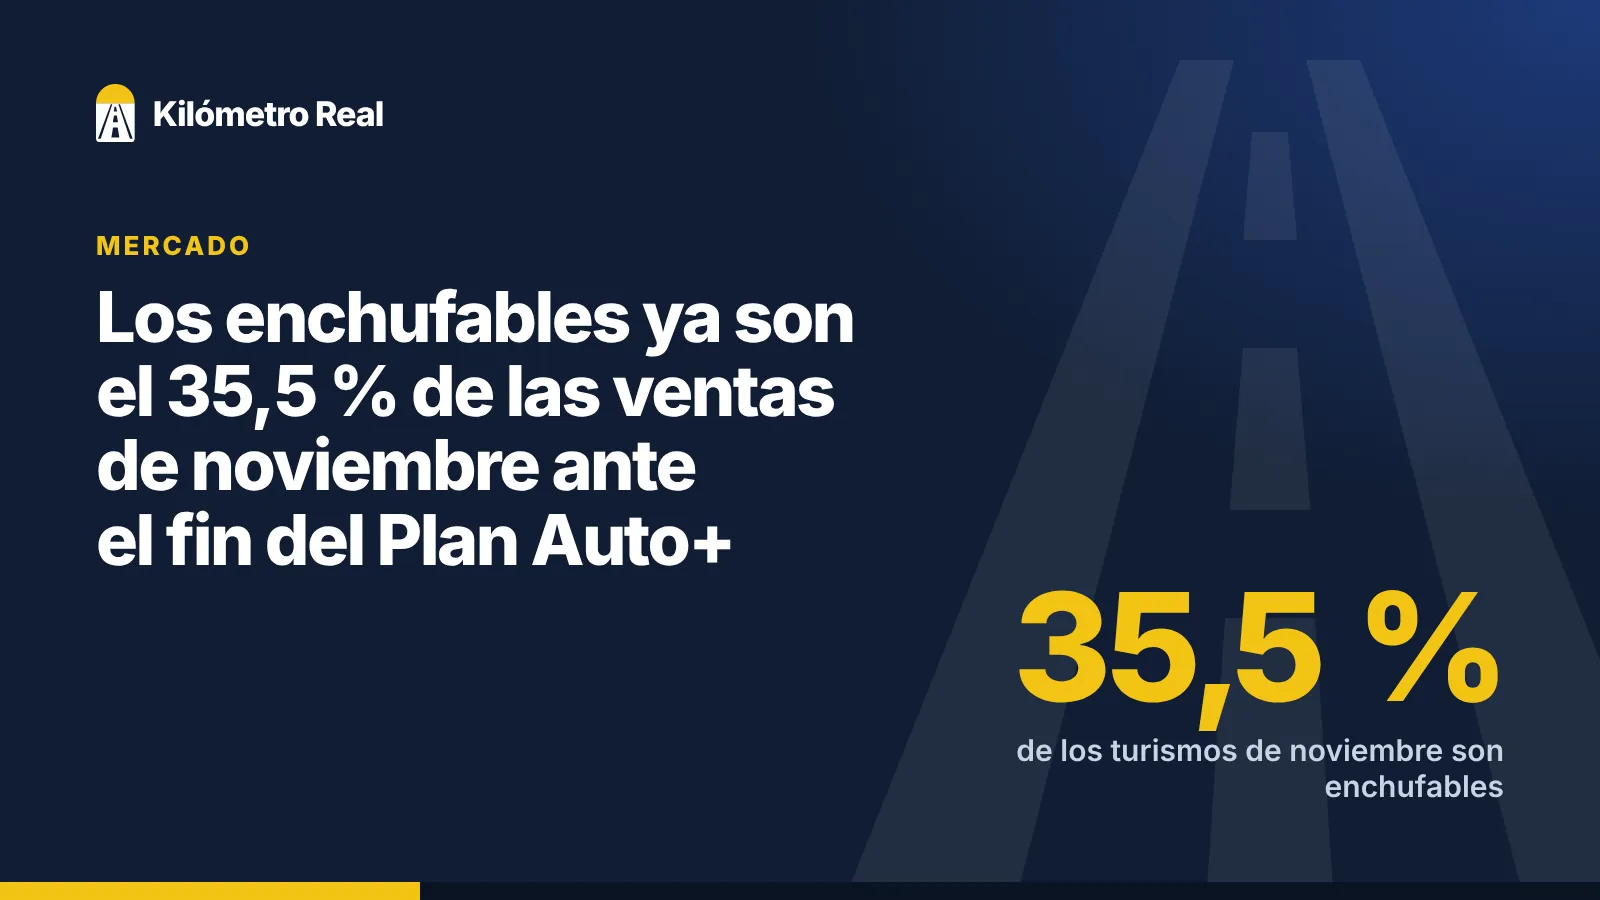 Kilómetro Real
MERCADO
Los enchufables ya son
el 35,5 % de las ventas
de noviembre ante
el fin del Plan Auto+
35,5 %
de los turismos de noviembre son
enchufables